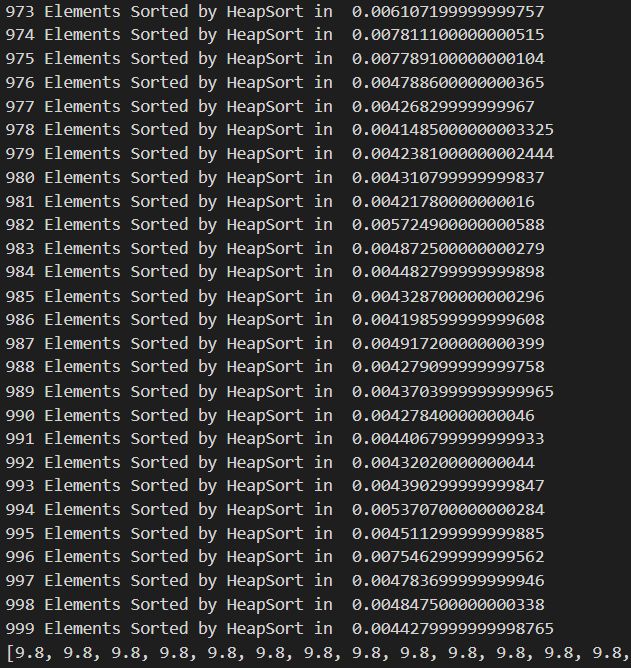 973 Elements Sorted by HeapSort in  0.006107199999999757
974 Elements Sorted by HeapSort in  0.007811100000000515
975 Elements Sorted by HeapSort in  0.007789100000000104
976 Elements Sorted by HeapSort in  0.004788600000000365
977 Elements Sorted by HeapSort in  0.00426829999999967
978 Elements Sorted by HeapSort in  0.0041485000000003325
979 Elements Sorted by HeapSort in  0.0042381000000002444
980 Elements Sorted by HeapSort in  0.004310799999999837
981 Elements Sorted by HeapSort in  0.00421780000000016
982 Elements Sorted by HeapSort in  0.005724900000000588
983 Elements Sorted by HeapSort in  0.004872500000000279
984 Elements Sorted by HeapSort in  0.004482799999999898
985 Elements Sorted by HeapSort in  0.004328700000000296
986 Elements Sorted by HeapSort in  0.004198599999999608
987 Elements Sorted by HeapSort in  0.004917200000000399
988 Elements Sorted by HeapSort in  0.004279099999999758
989 Elements Sorted by HeapSort in  0.0043703999999999965
990 Elements Sorted by HeapSort in  0.00427840000000046
991 Elements Sorted by HeapSort in  0.004406799999999933
992 Elements Sorted by HeapSort in  0.00432020000000044
993 Elements Sorted by HeapSort in  0.004390299999999847
994 Elements Sorted by HeapSort in  0.005370700000000284
995 Elements Sorted by HeapSort in  0.004511299999999885
996 Elements Sorted by HeapSort in  0.007546299999999562
997 Elements Sorted by HeapSort in  0.004783699999999946
998 Elements Sorted by HeapSort in  0.004847500000000338
999 Elements Sorted by HeapSort in  0.0044279999999998765
[9.8, 9.8, 9.8, 9.8, 9.8, 9.8, 9.8, 9.8, 9.8, 9.8, 9.8, 9.8,